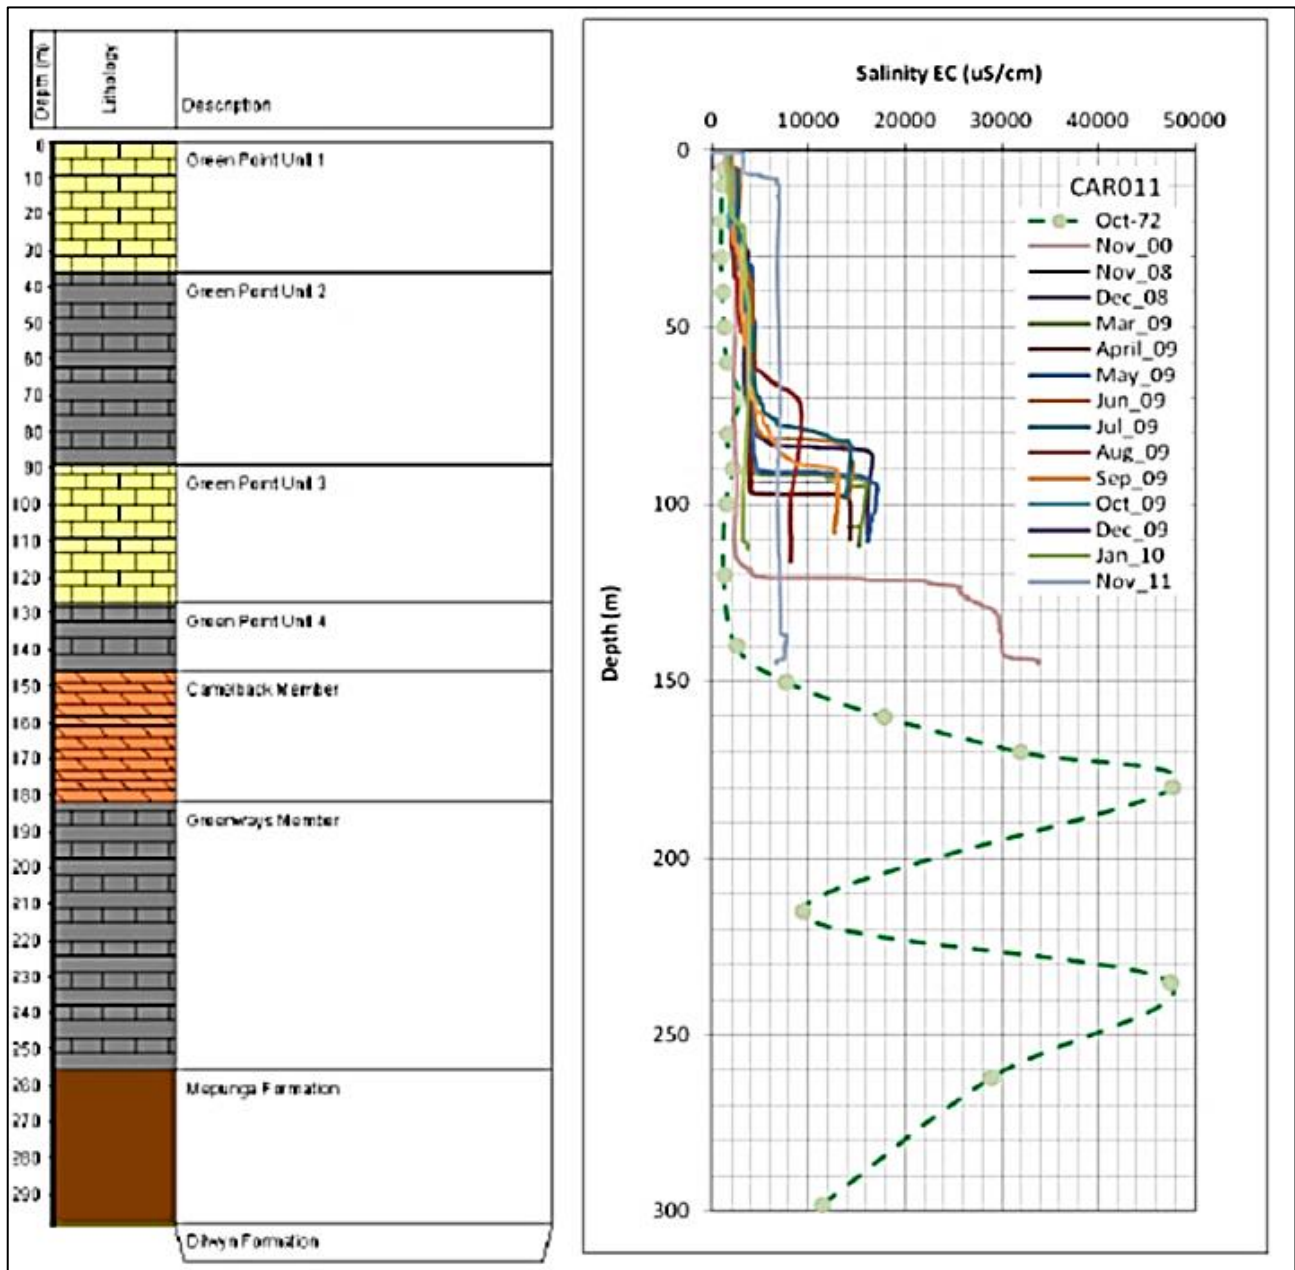 Depth (m)
Lithology
Description
0
10
20
30
40
50
60
70
80
90
100
110
120
130
140
150
160
170
180
190
200
210
220
230
240
250
260
270
280
290
Green Point Unit 1
Green Point Unit 2
Green Point Unit 3
Green Point Unit 4
Camelback Member
Greenways Member
Mepunga Formation
Dilwyn Formation
Salinity EC (uS/cm)
0 10000 20000 30000 40000 50000
Depth (m)
0
50
100
150
200
250
300
CAR011
Oct-72
Nov_00
Nov_08
Dec_08
Mar_09
April_09
May_09
Jun_09
Jul_09
Aug_09
Sep_09
Oct_09
Dec_09
Jan_10
Nov_11